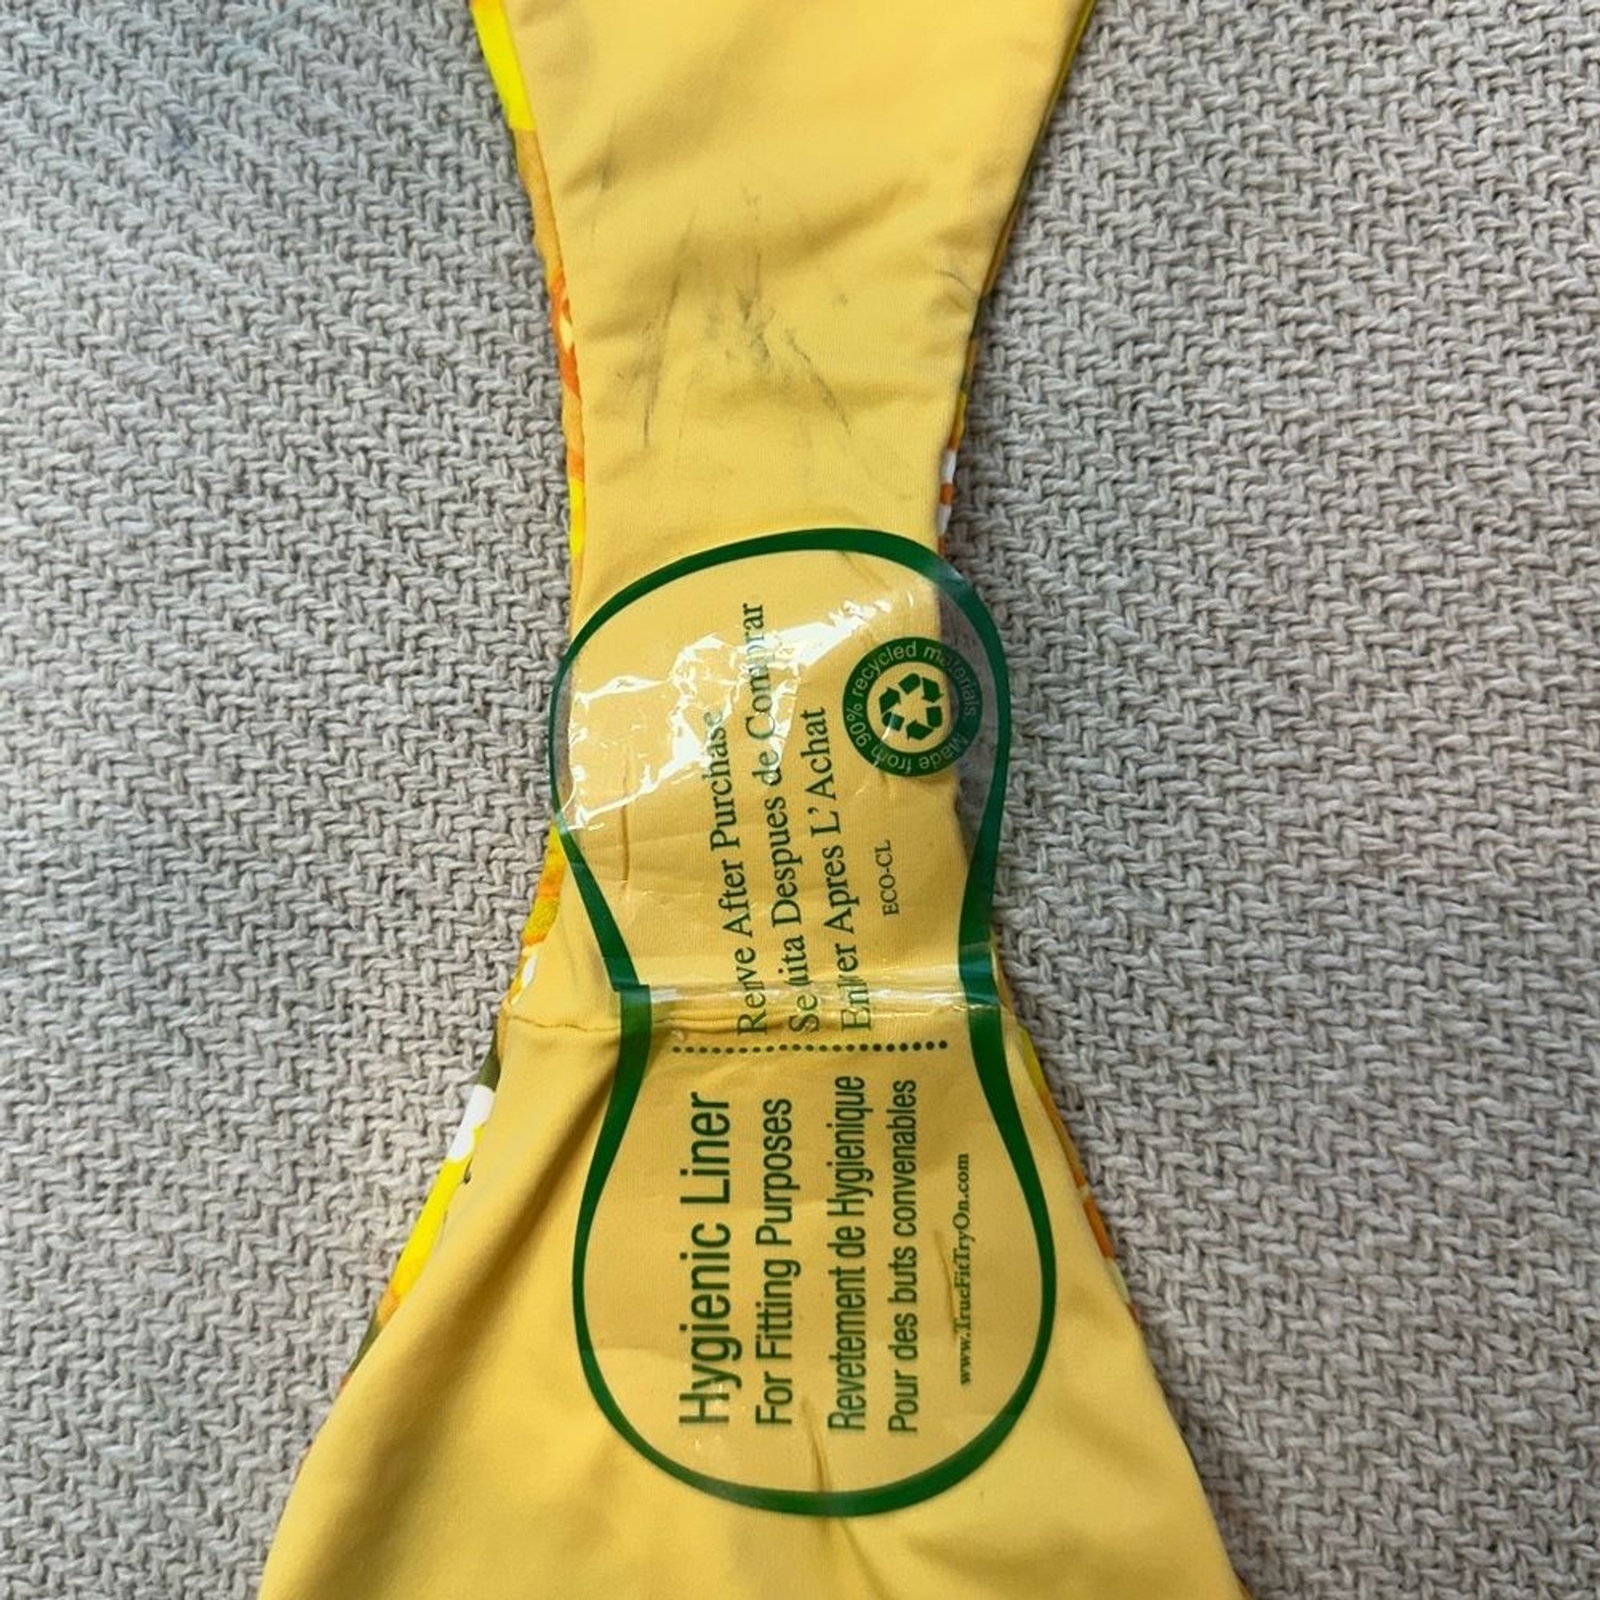 Hygienic Liner
For Fitting Purposes
Revetement de Hygienique
Pour des buts convenables
www.TrueFitTryOn.com
After Purchase
Despues de Comprar
Apres L'Achat
ECO-CL
Made from 90% recycled materials.